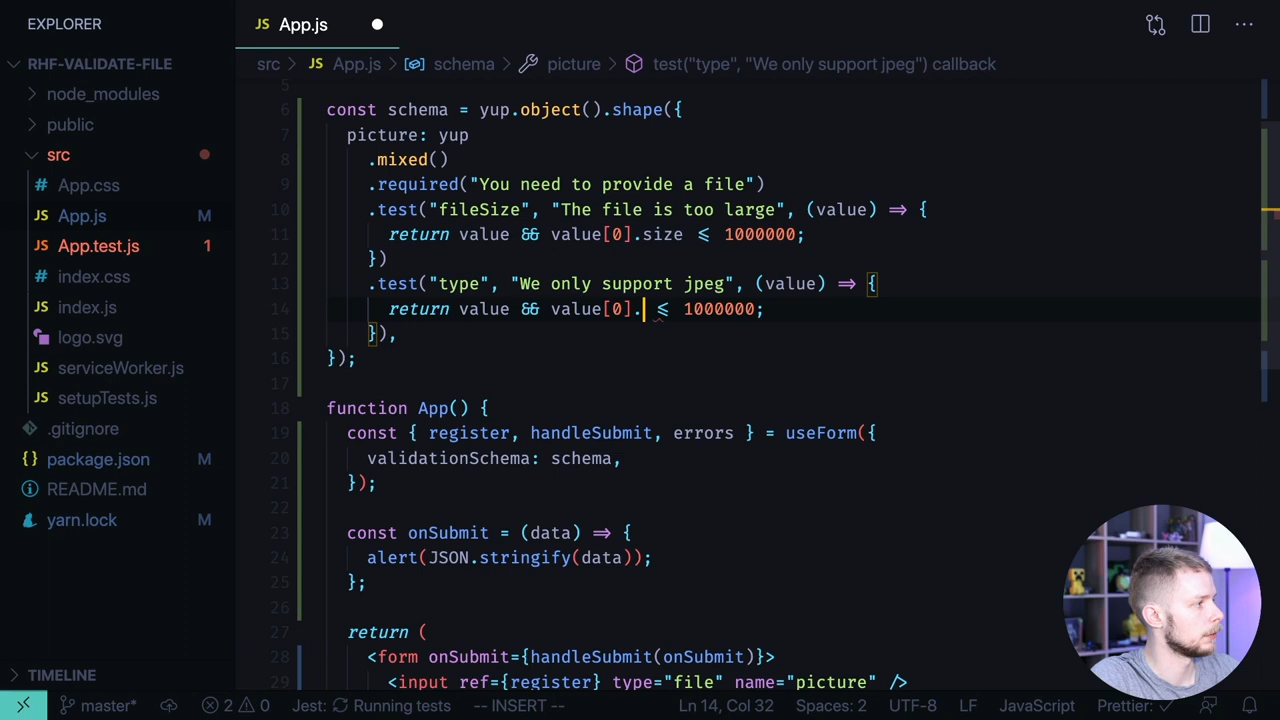 EXPLORER
JS App.js
RHF-VALIDATE-FILE
src > JS App.js > schema > picture > test("type", "We only support jpeg") callback
node_modules
public
src
# App.css
JS App.js M
JS App.test.js 1
# index.css
JS index.js
logo.svg
JS serviceWorker.js
JS setupTests.js
.gitignore
{} package.json M
README.md
yarn.lock M
TIMELINE
5
6 const schema = yup.object().shape({
7 picture: yup
8 .mixed()
9 .required("You need to provide a file")
10 .test("fileSize", "The file is too large", (value) ⇒ {
11 return value && value[0].size ≤ 1000000;
12 })
13 .test("type", "We only support jpeg", (value) ⇒ {
14 return value && value[0]. ≤ 1000000;
15 }),
16 });
17
18 function App() {
19 const { register, handleSubmit, errors } = useForm({
20 validationSchema: schema,
21 });
22
23 const onSubmit = (data) ⇒ {
24 alert(JSON.stringify(data));
25 };
26
27 return (
28 <form onSubmit={handleSubmit(onSubmit)}>
29 <input ref={register} type="file" name="picture" />
master* 2 0 Jest: Running tests -- INSERT -- Ln 14, Col 32 Spaces: 2 UTF-8 LF JavaScript Prettier: ✓